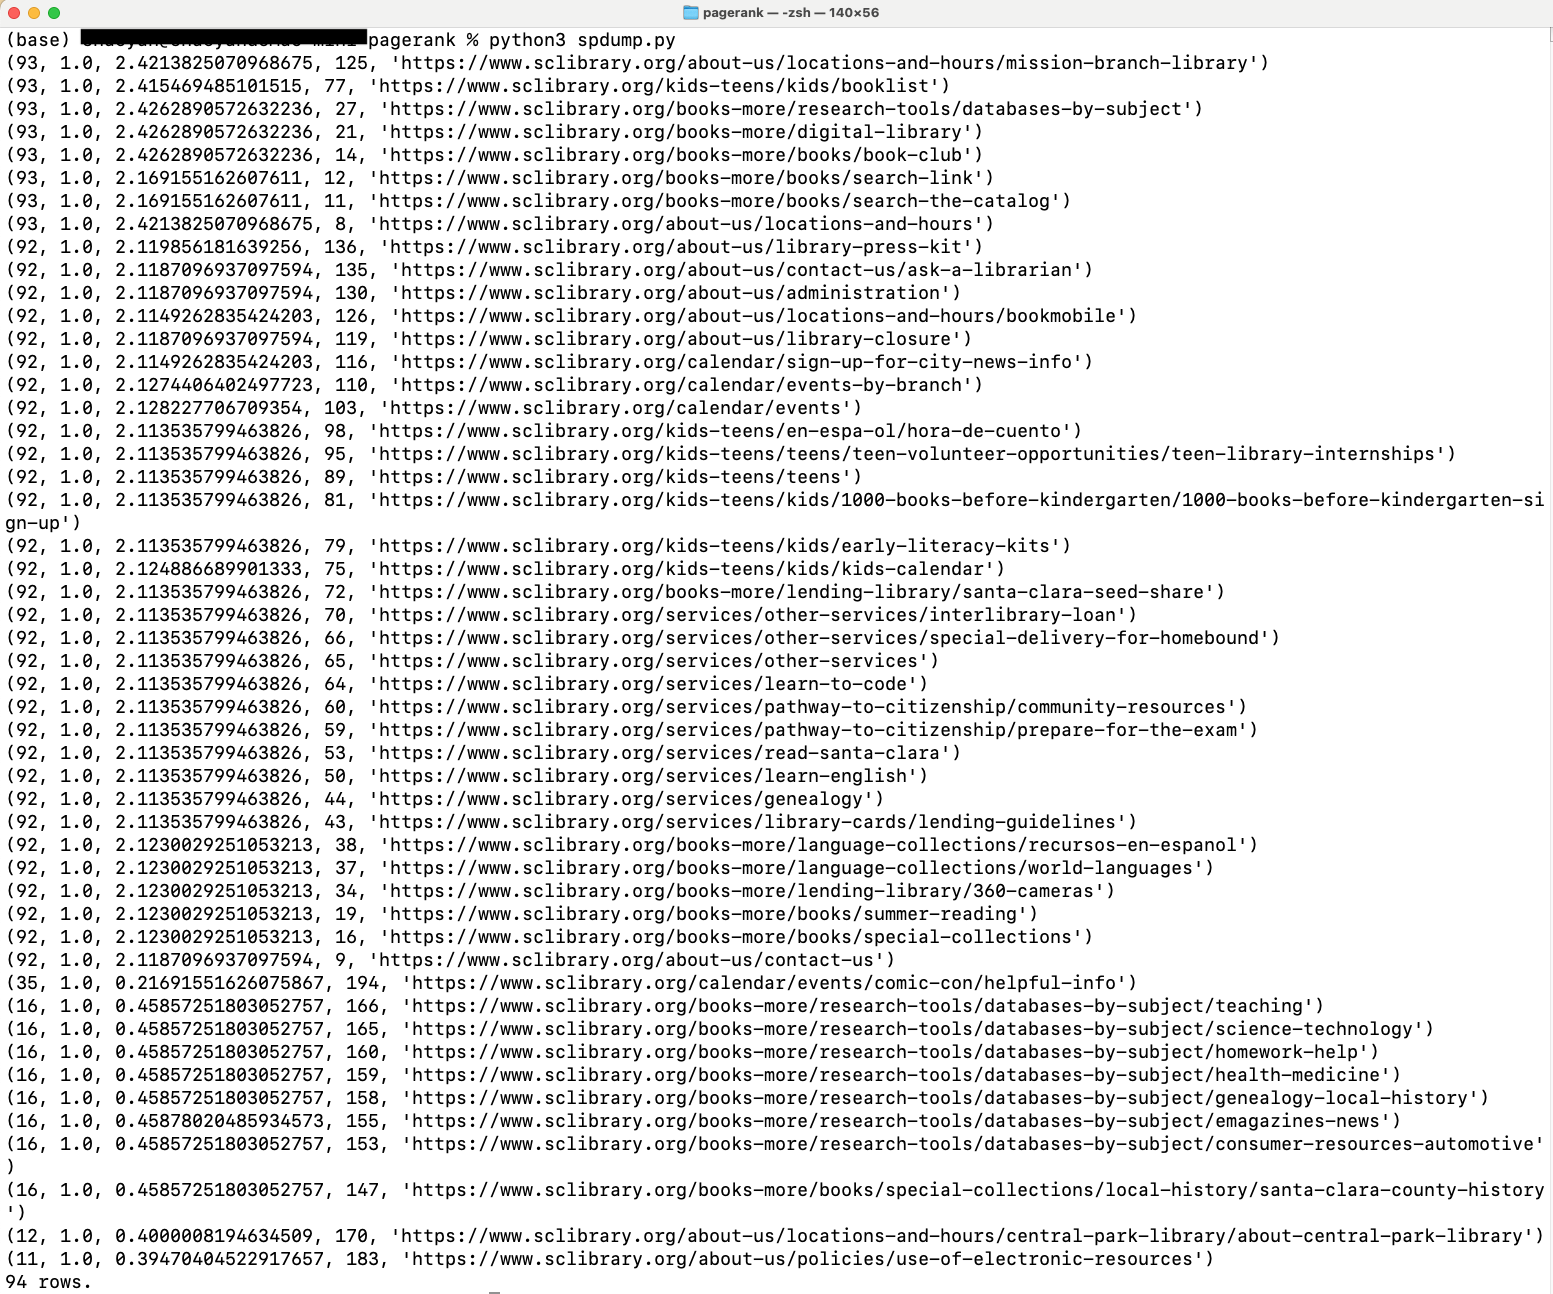 pagerank — -zsh — 140×56
(base) pagerank % python3 spdump.py
(93, 1.0, 2.4213825070968675, 125, 'https://www.sclibrary.org/about-us/locations-and-hours/mission-branch-library')
(93, 1.0, 2.415469485101515, 77, 'https://www.sclibrary.org/kids-teens/kids/booklist')
(93, 1.0, 2.4262890572632236, 27, 'https://www.sclibrary.org/books-more/research-tools/databases-by-subject')
(93, 1.0, 2.4262890572632236, 21, 'https://www.sclibrary.org/books-more/digital-library')
(93, 1.0, 2.4262890572632236, 14, 'https://www.sclibrary.org/books-more/books/book-club')
(93, 1.0, 2.169155162607611, 12, 'https://www.sclibrary.org/books-more/books/search-link')
(93, 1.0, 2.169155162607611, 11, 'https://www.sclibrary.org/books-more/books/search-the-catalog')
(93, 1.0, 2.4213825070968675, 8, 'https://www.sclibrary.org/about-us/locations-and-hours')
(92, 1.0, 2.119856181639256, 136, 'https://www.sclibrary.org/about-us/library-press-kit')
(92, 1.0, 2.1187096937097594, 135, 'https://www.sclibrary.org/about-us/contact-us/ask-a-librarian')
(92, 1.0, 2.1187096937097594, 130, 'https://www.sclibrary.org/about-us/administration')
(92, 1.0, 2.1149262835424203, 126, 'https://www.sclibrary.org/about-us/locations-and-hours/bookmobile')
(92, 1.0, 2.1187096937097594, 119, 'https://www.sclibrary.org/about-us/library-closure')
(92, 1.0, 2.1149262835424203, 116, 'https://www.sclibrary.org/calendar/sign-up-for-city-news-info')
(92, 1.0, 2.1274406402497723, 110, 'https://www.sclibrary.org/calendar/events-by-branch')
(92, 1.0, 2.128227706709354, 103, 'https://www.sclibrary.org/calendar/events')
(92, 1.0, 2.113535799463826, 98, 'https://www.sclibrary.org/kids-teens/en-espa-ol/hora-de-cuento')
(92, 1.0, 2.113535799463826, 95, 'https://www.sclibrary.org/kids-teens/teens/teen-volunteer-opportunities/teen-library-internships')
(92, 1.0, 2.113535799463826, 89, 'https://www.sclibrary.org/kids-teens/teens')
(92, 1.0, 2.113535799463826, 81, 'https://www.sclibrary.org/kids-teens/kids/1000-books-before-kindergarten/1000-books-before-kindergarten-si
gn-up')
(92, 1.0, 2.113535799463826, 79, 'https://www.sclibrary.org/kids-teens/kids/early-literacy-kits')
(92, 1.0, 2.124886689901333, 75, 'https://www.sclibrary.org/kids-teens/kids/kids-calendar')
(92, 1.0, 2.113535799463826, 72, 'https://www.sclibrary.org/books-more/lending-library/santa-clara-seed-share')
(92, 1.0, 2.113535799463826, 70, 'https://www.sclibrary.org/services/other-services/interlibrary-loan')
(92, 1.0, 2.113535799463826, 66, 'https://www.sclibrary.org/services/other-services/special-delivery-for-homebound')
(92, 1.0, 2.113535799463826, 65, 'https://www.sclibrary.org/services/other-services')
(92, 1.0, 2.113535799463826, 64, 'https://www.sclibrary.org/services/learn-to-code')
(92, 1.0, 2.113535799463826, 60, 'https://www.sclibrary.org/services/pathway-to-citizenship/community-resources')
(92, 1.0, 2.113535799463826, 59, 'https://www.sclibrary.org/services/pathway-to-citizenship/prepare-for-the-exam')
(92, 1.0, 2.113535799463826, 53, 'https://www.sclibrary.org/services/read-santa-clara')
(92, 1.0, 2.113535799463826, 50, 'https://www.sclibrary.org/services/learn-english')
(92, 1.0, 2.113535799463826, 44, 'https://www.sclibrary.org/services/genealogy')
(92, 1.0, 2.113535799463826, 43, 'https://www.sclibrary.org/services/library-cards/lending-guidelines')
(92, 1.0, 2.1230029251053213, 38, 'https://www.sclibrary.org/books-more/language-collections/recursos-en-espanol')
(92, 1.0, 2.1230029251053213, 37, 'https://www.sclibrary.org/books-more/language-collections/world-languages')
(92, 1.0, 2.1230029251053213, 34, 'https://www.sclibrary.org/books-more/lending-library/360-cameras')
(92, 1.0, 2.1230029251053213, 19, 'https://www.sclibrary.org/books-more/books/summer-reading')
(92, 1.0, 2.1230029251053213, 16, 'https://www.sclibrary.org/books-more/books/special-collections')
(92, 1.0, 2.1187096937097594, 9, 'https://www.sclibrary.org/about-us/contact-us')
(35, 1.0, 0.21691551626075867, 194, 'https://www.sclibrary.org/calendar/events/comic-con/helpful-info')
(16, 1.0, 0.45857251803052757, 166, 'https://www.sclibrary.org/books-more/research-tools/databases-by-subject/teaching')
(16, 1.0, 0.45857251803052757, 165, 'https://www.sclibrary.org/books-more/research-tools/databases-by-subject/science-technology')
(16, 1.0, 0.45857251803052757, 160, 'https://www.sclibrary.org/books-more/research-tools/databases-by-subject/homework-help')
(16, 1.0, 0.45857251803052757, 159, 'https://www.sclibrary.org/books-more/research-tools/databases-by-subject/health-medicine')
(16, 1.0, 0.45857251803052757, 158, 'https://www.sclibrary.org/books-more/research-tools/databases-by-subject/genealogy-local-history')
(16, 1.0, 0.45878020485934573, 155, 'https://www.sclibrary.org/books-more/research-tools/databases-by-subject/emagazines-news')
(16, 1.0, 0.45857251803052757, 153, 'https://www.sclibrary.org/books-more/research-tools/databases-by-subject/consumer-resources-automotive'
)
(16, 1.0, 0.45857251803052757, 147, 'https://www.sclibrary.org/books-more/books/special-collections/local-history/santa-clara-county-history
')
(12, 1.0, 0.4000008194634509, 170, 'https://www.sclibrary.org/about-us/locations-and-hours/central-park-library/about-central-park-library')
(11, 1.0, 0.39470404522917657, 183, 'https://www.sclibrary.org/about-us/policies/use-of-electronic-resources')
94 rows.